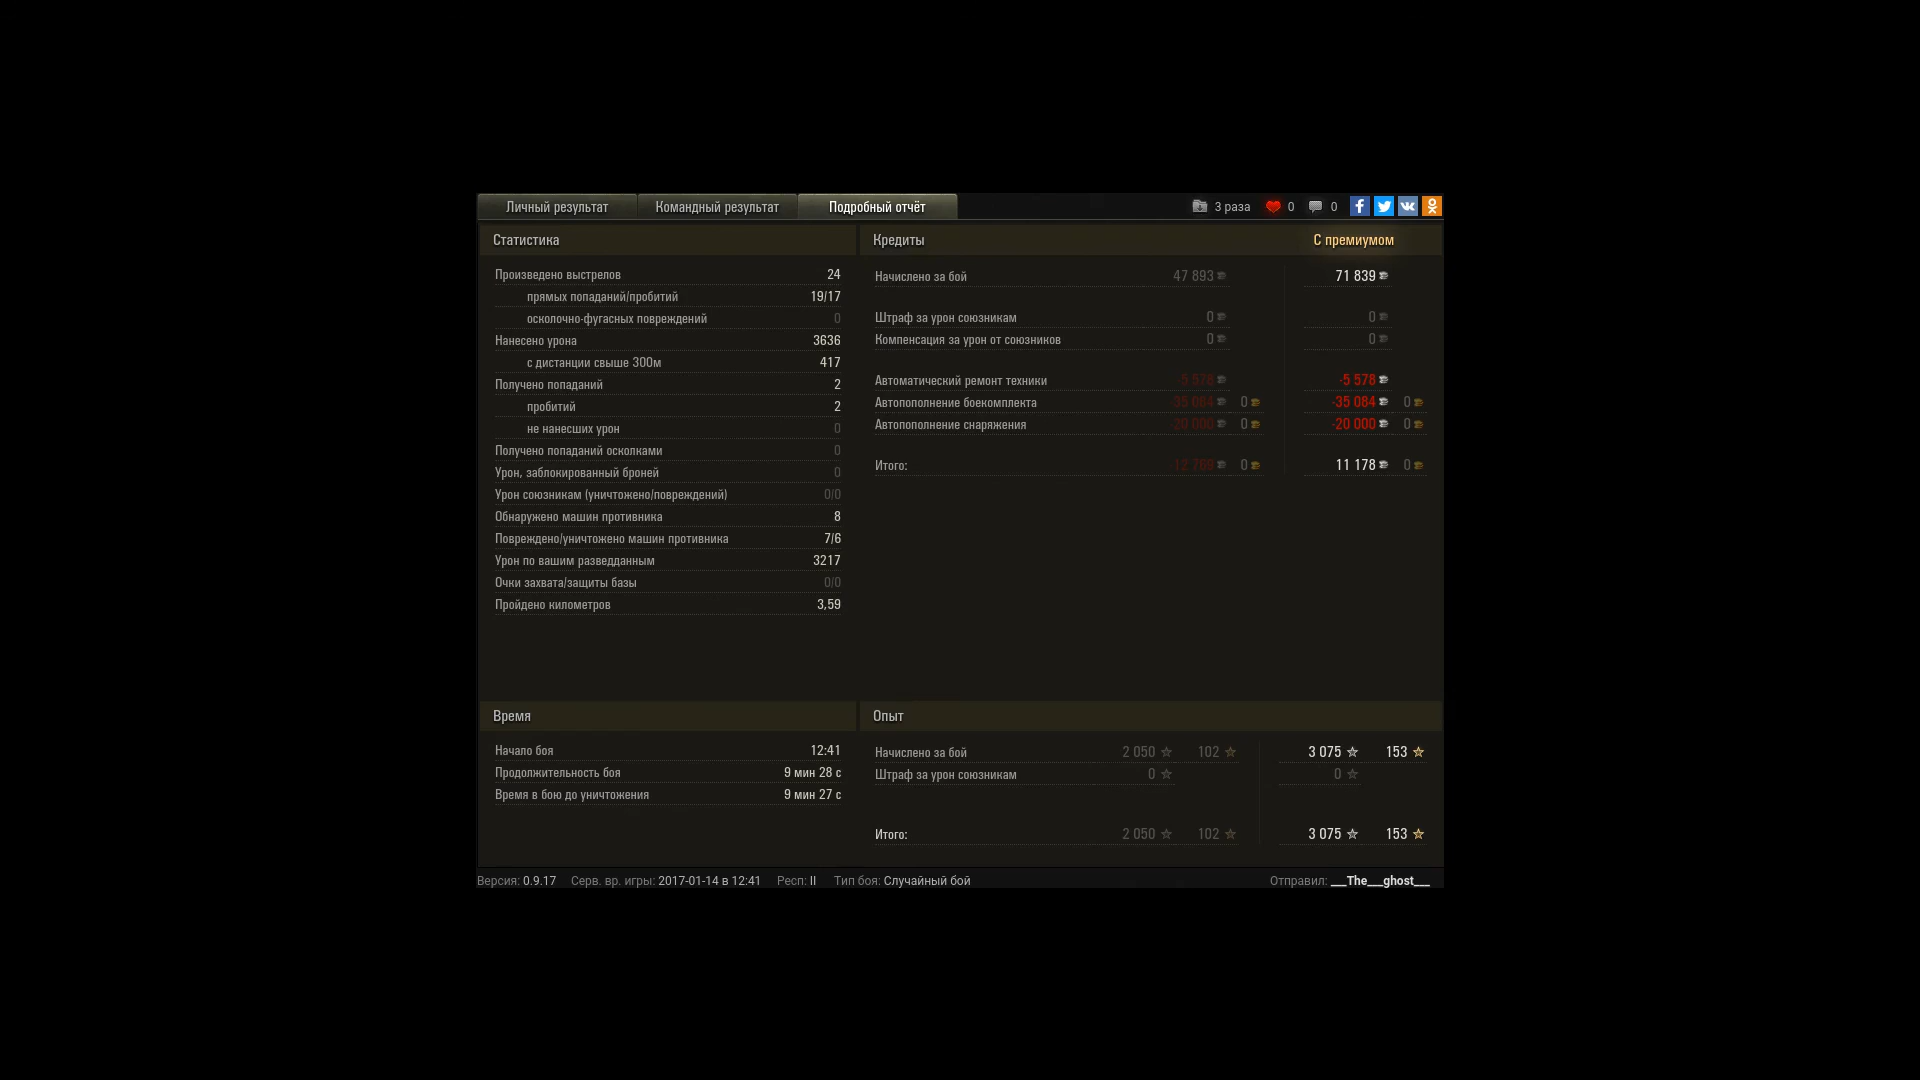 Личный результат Командный результат Подробный отчёт 3 раза 0 0
Статистика
Произведено выстрелов 24
прямых попаданий/пробитий 19/17
осколочно-фугасных повреждений 0
Нанесено урона 3636
с дистанции свыше 300м 417
Получено попаданий 2
пробитий 2
не нанесших урон 0
Получено попаданий осколками 0
Урон, заблокированный броней 0
Урон союзникам (уничтожено/повреждений) 0/0
Обнаружено машин противника 8
Повреждено/уничтожено машин противника 7/6
Урон по вашим разведданным 3217
Очки захвата/защиты базы 0/0
Пройдено километров 3,59
Кредиты С премиумом
Начислено за бой 47 893 71 839
Штраф за урон союзникам 0 0
Компенсация за урон от союзников 0 0
Автоматический ремонт техники -5 578 -5 578
Автопополнение боекомплекта -35 084 0 -35 084 0
Автопополнение снаряжения -20 000 0 -20 000 0
Итого: -12 769 0 11 178 0
Время
Начало боя 12:41
Продолжительность боя 9 мин 28 с
Время в бою до уничтожения 9 мин 27 с
Опыт
Начислено за бой 2 050 102 3 075 153
Штраф за урон союзникам 0 0
Итого: 2 050 102 3 075 153
Версия: 0.9.17 Серв. вр. игры: 2017-01-14 в 12:41 Респ: II Тип боя: Случайный бой Отправил: ___The___ghost___